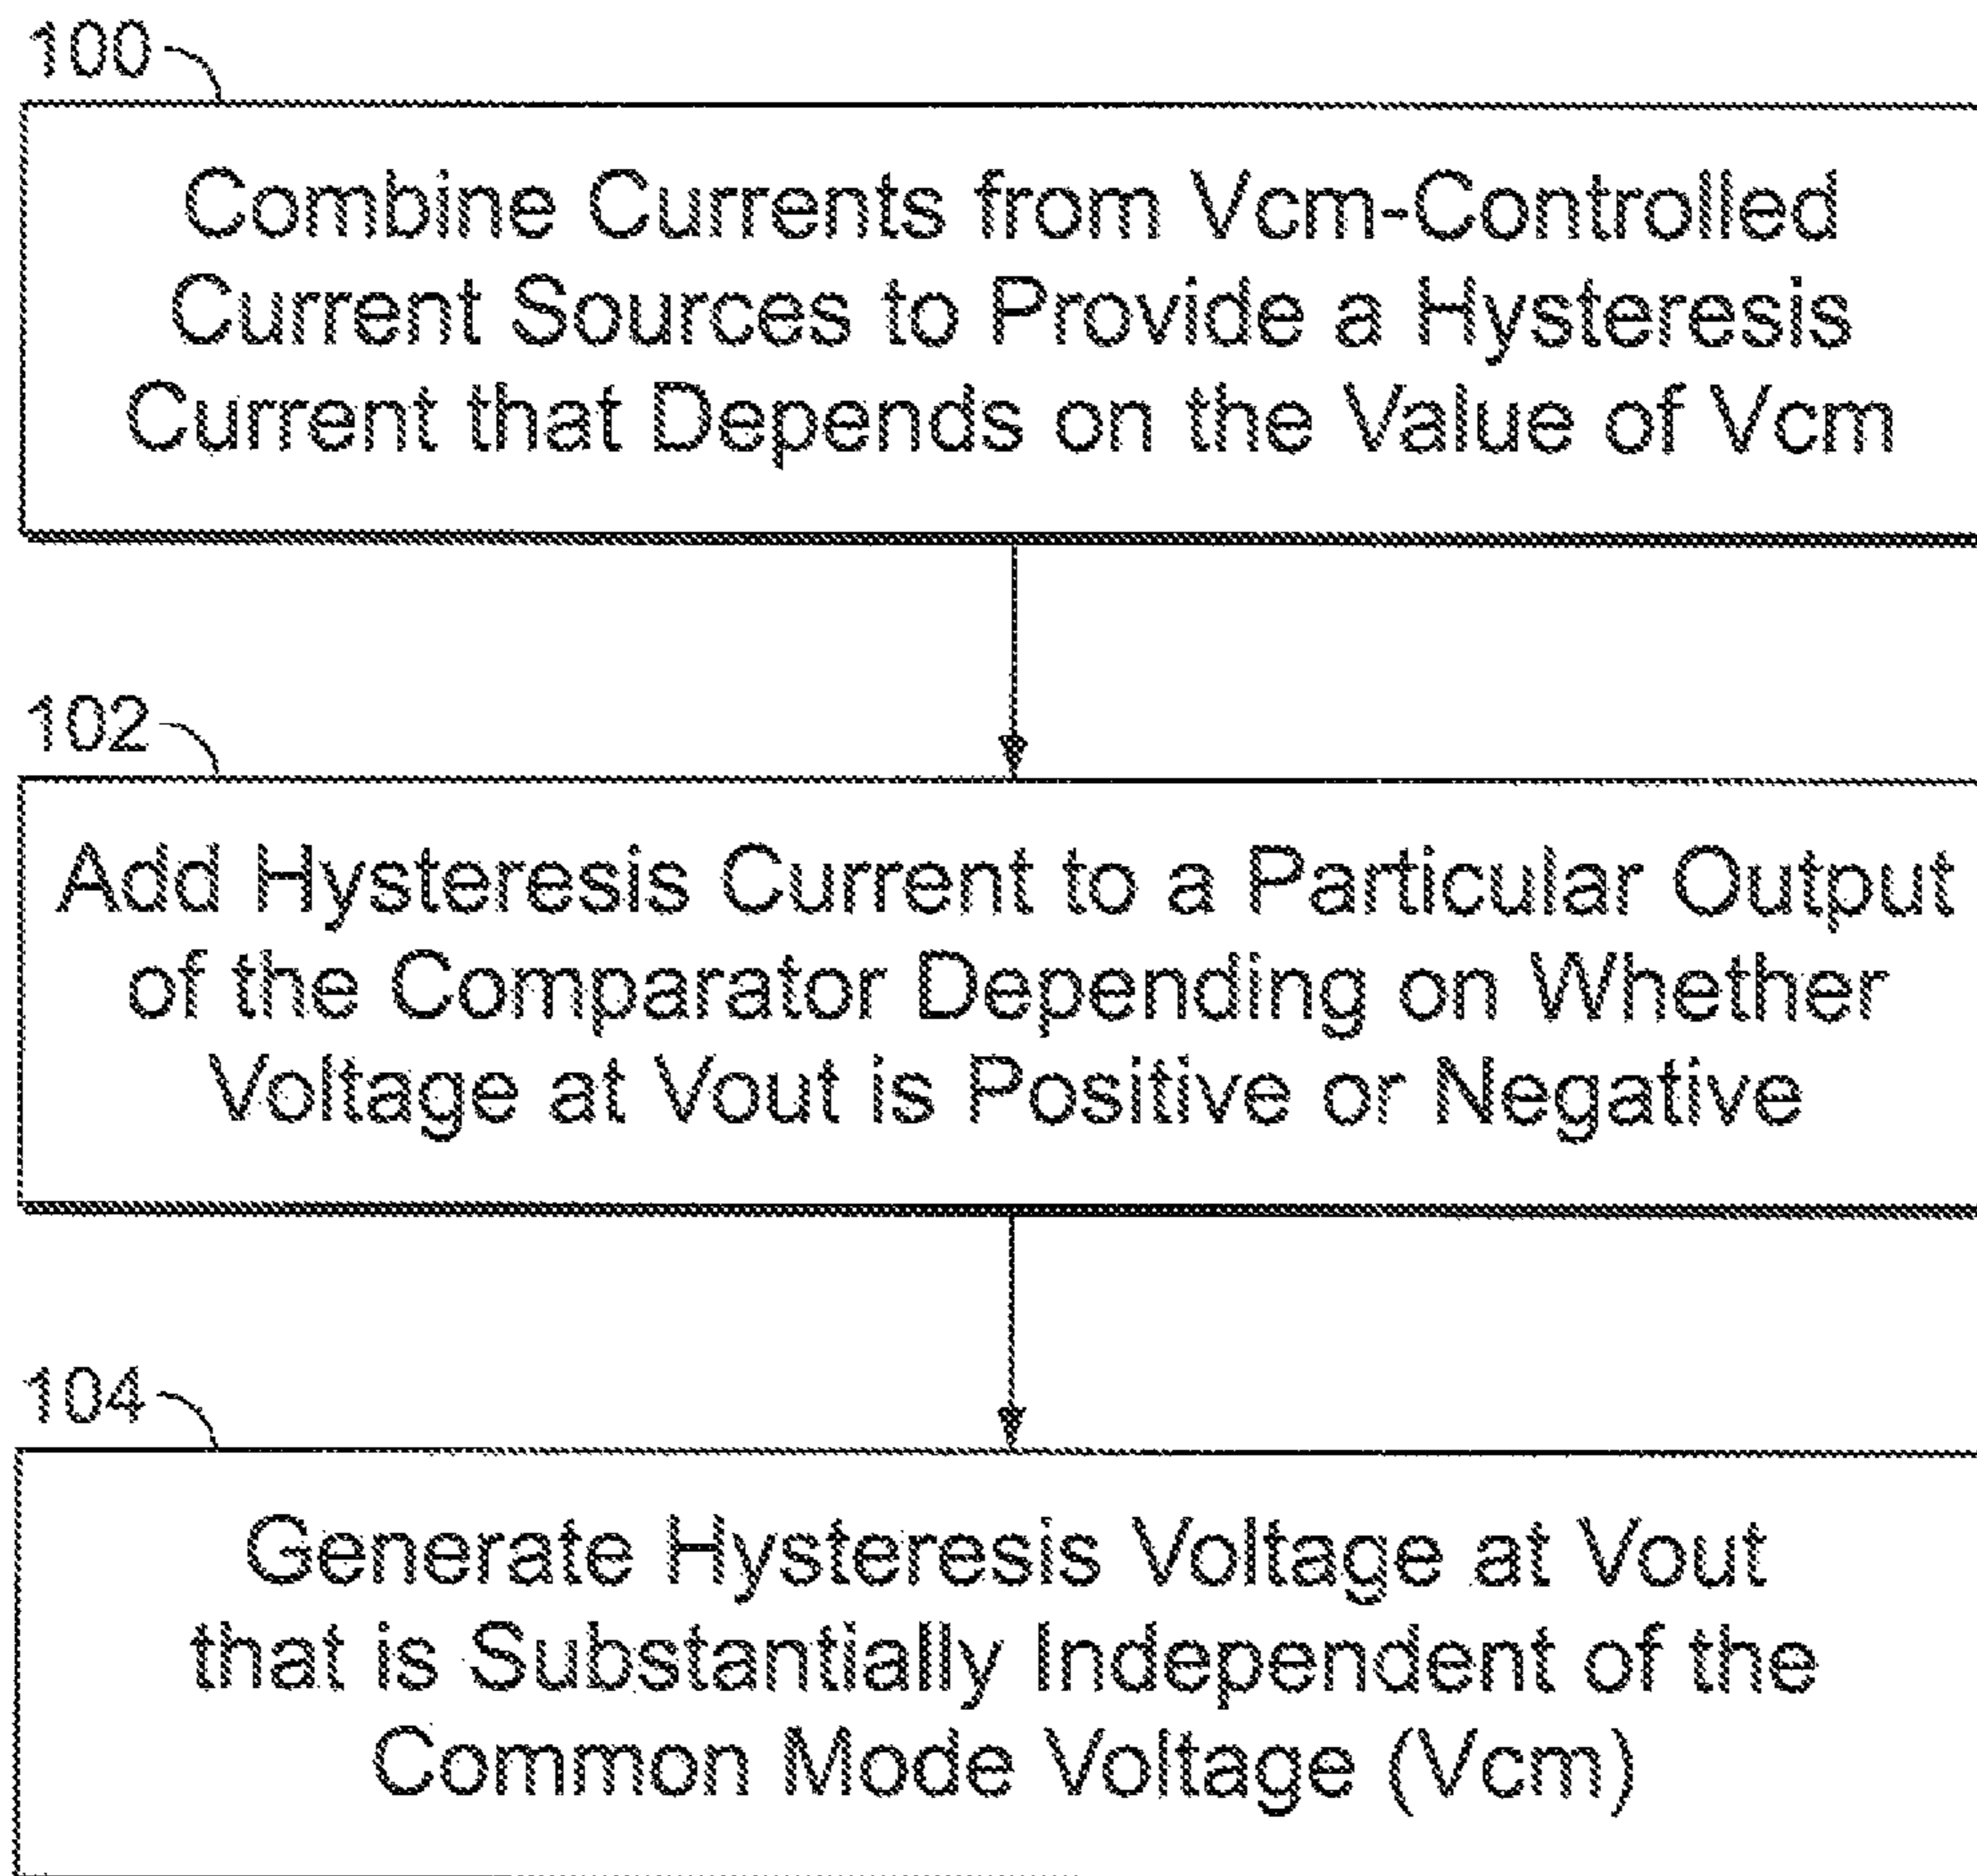 100
Combine Currents from Vcm-Controlled
Current Sources to Provide a Hysteresis
Current that Depends on the Value of Vcm
102
Add Hysteresis Current to a Particular Output
of the Comparator Depending on Whether
Voltage at Vout is Positive or Negative
104
Generate Hysteresis Voltage at Vout
that is Substantially Independent of the
Common Mode Voltage (Vcm)